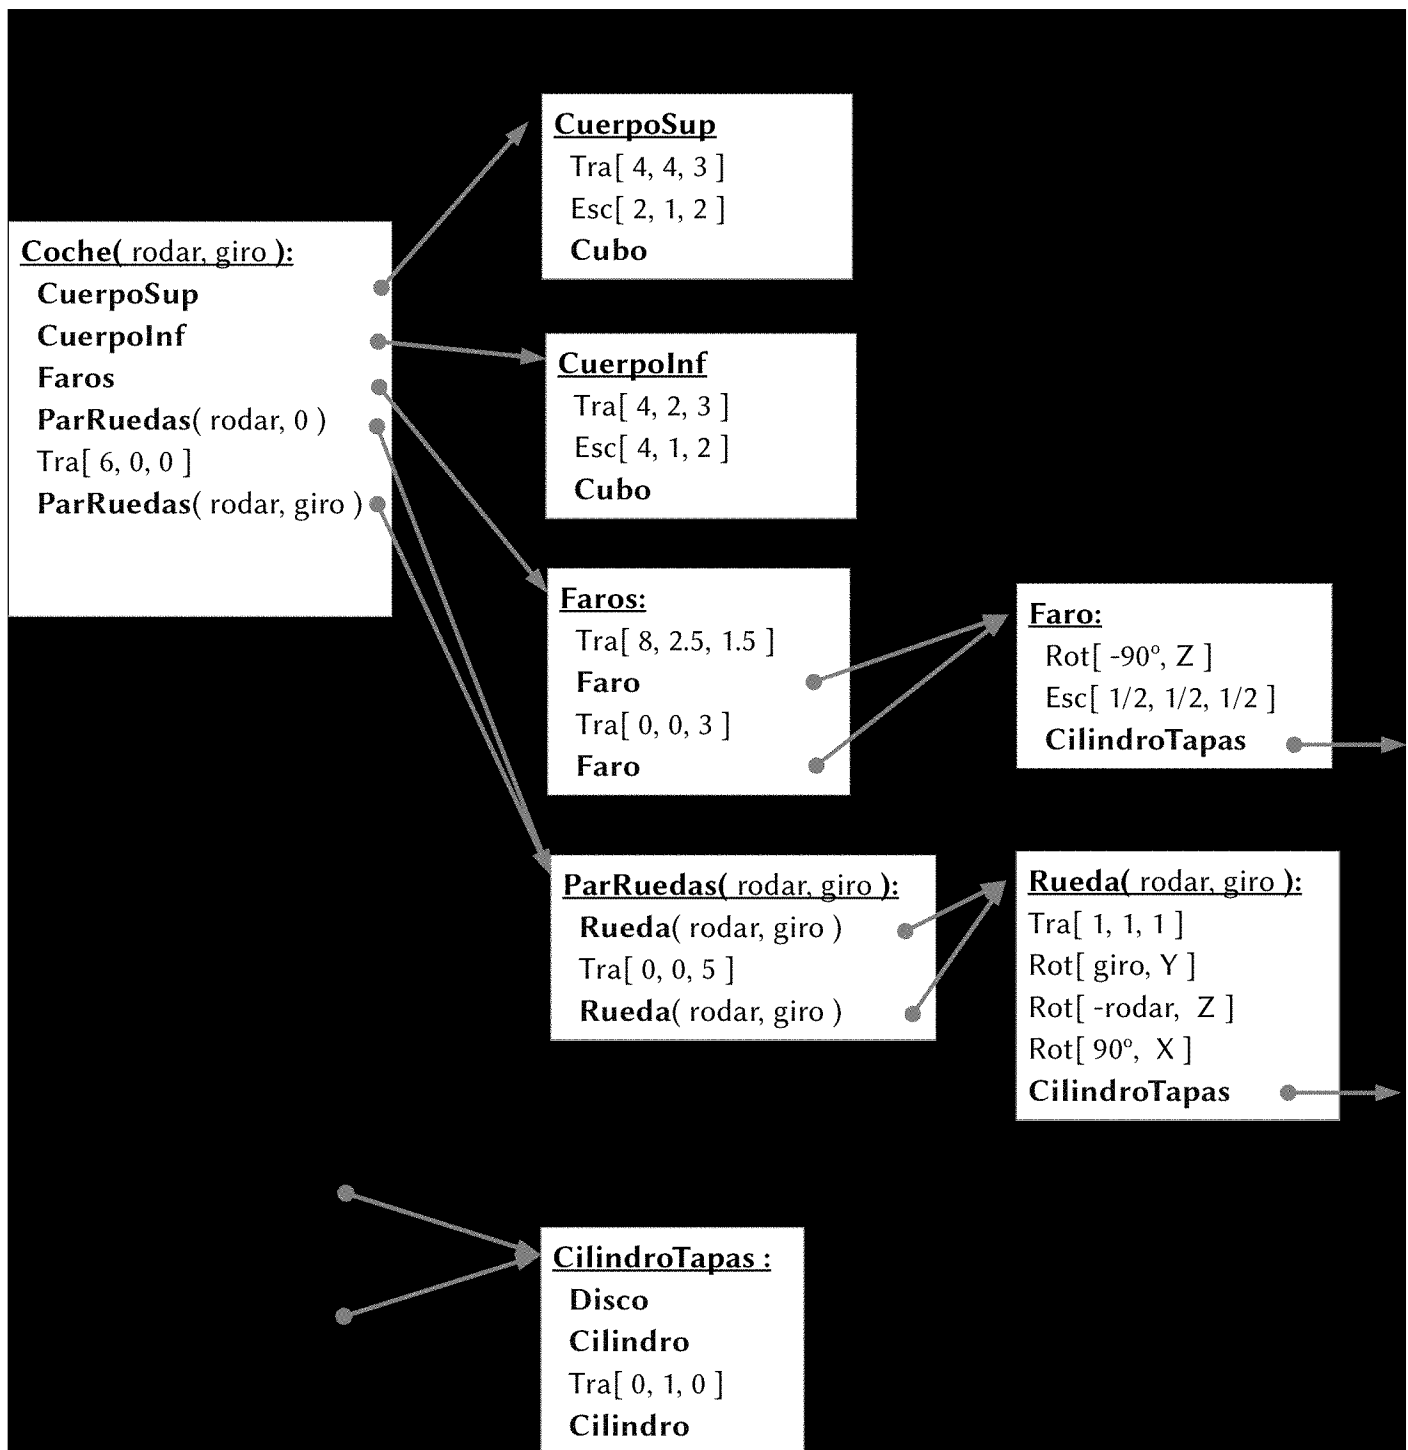 CuerpoSup
Tra[ 4, 4, 3 ]
Esc[ 2, 1, 2 ]
Cubo
Coche( rodar, giro ):
CuerpoSup
CuerpoInf
Faros
ParRuedas( rodar, 0 )
Tra[ 6, 0, 0 ]
ParRuedas( rodar, giro )
CuerpoInf
Tra[ 4, 2, 3 ]
Esc[ 4, 1, 2 ]
Cubo
Faros:
Tra[ 8, 2.5, 1.5 ]
Faro
Tra[ 0, 0, 3 ]
Faro
Faro:
Rot[ -90º, Z ]
Esc[ 1/2, 1/2, 1/2 ]
CilindroTapas
ParRuedas( rodar, giro ):
Rueda( rodar, giro )
Tra[ 0, 0, 5 ]
Rueda( rodar, giro )
Rueda( rodar, giro ):
Tra[ 1, 1, 1 ]
Rot[ giro, Y ]
Rot[ -rodar, Z ]
Rot[ 90º, X ]
CilindroTapas
CilindroTapas :
Disco
Cilindro
Tra[ 0, 1, 0 ]
Cilindro